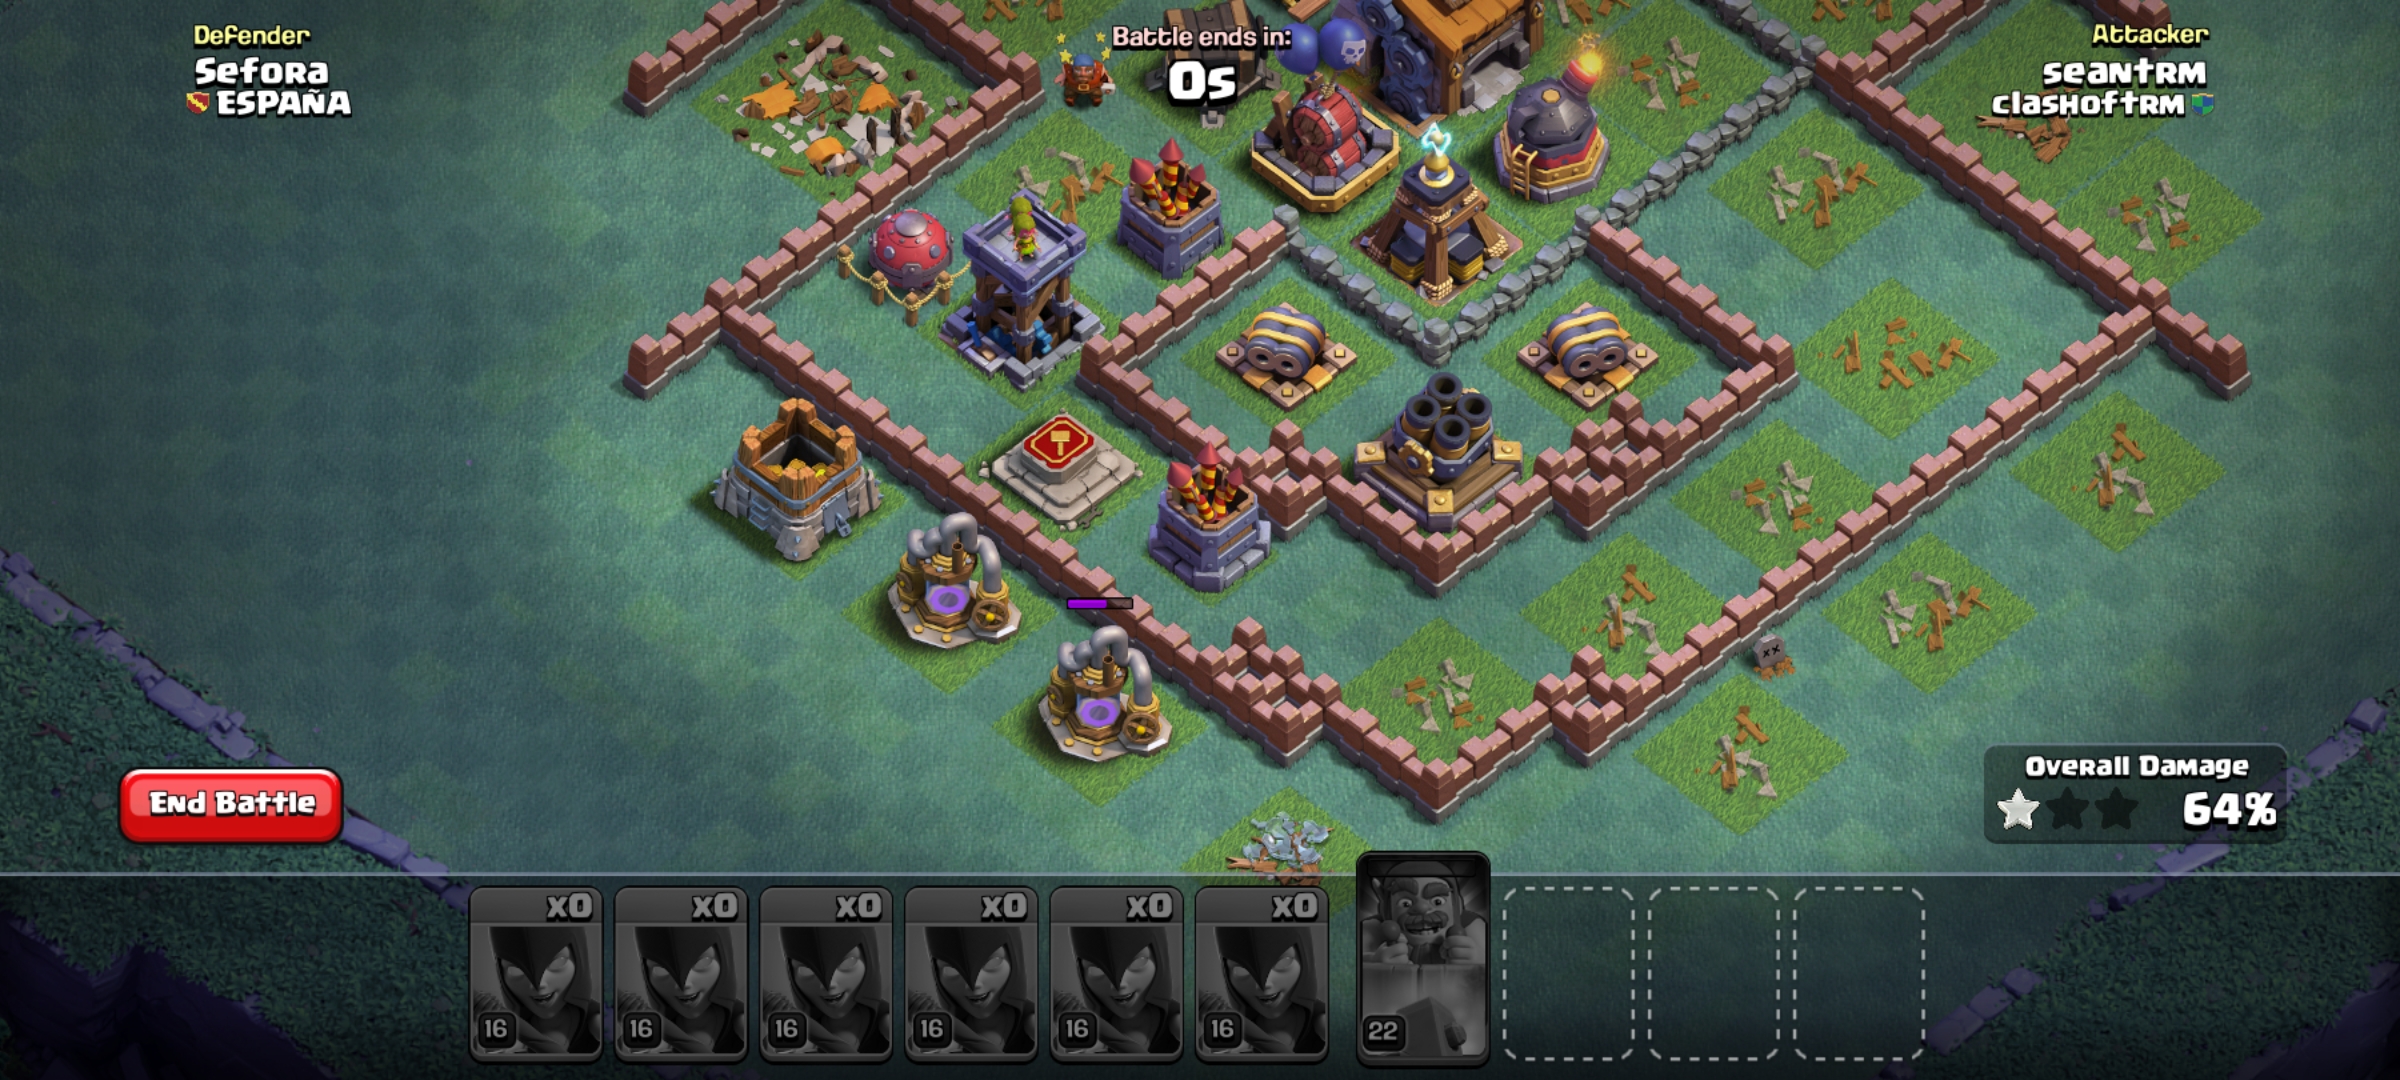 Defender
Sefora
ESPAÑA
Battle ends in:
0s
Attacker
seantRM
clashoftRM
End Battle
Overall Damage
64%
x0
x0
x0
x0
x0
x0
16
16
16
16
16
16
22